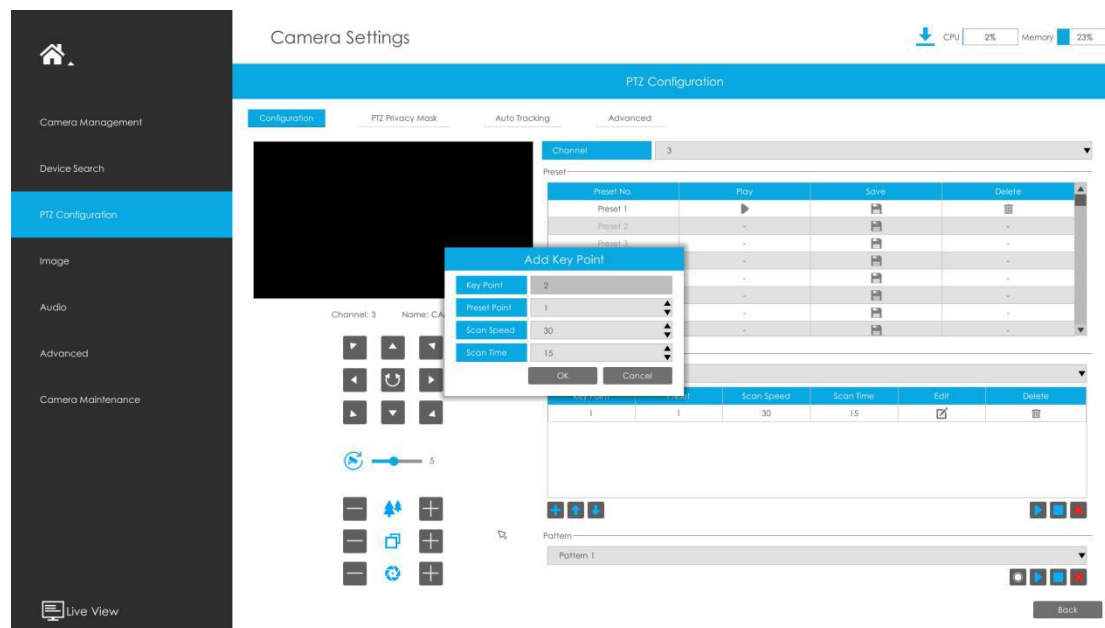 Camera Settings
CPU 2% Memory 23%
PTZ Configuration
Camera Management
Device Search
PTZ Configuration
Image
Audio
Advanced
Camera Maintenance
Live View
Configuration PTZ Privacy Mask Auto Tracking Advanced
Channel 3
Preset
Preset No. Play Save Delete
Preset 1
Preset 2 - -
Preset 3 - -
- -
- -
- -
- -
- -
Channel: 3 Name: CA
Add Key Point
Key Point 2
Preset Point 1
Scan Speed 30
Scan Time 15
OK Cancel
5
Key Point Preset Scan Speed Scan Time Edit Delete
1 1 30 15
Pattern
Pattern 1
Back